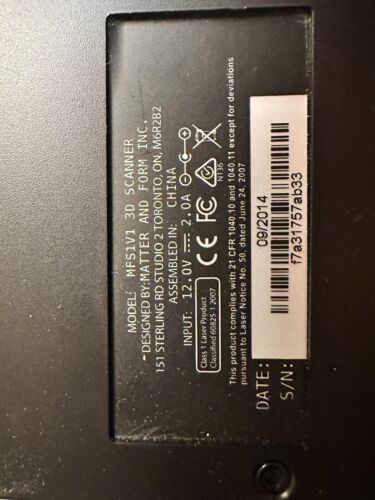 MODEL: MFS1V1 3D SCANNER
DESIGNED BY: MATTER AND FORM INC.
151 STERLING RD STUDIO 2 TORONTO, ON, M6R2B2
ASSEMBLED IN: CHINA
INPUT: 12.0V ⎓ 2.0A
Class 1 Laser Product
Classified 60825-1 2007
CE FC N136
This product complies with 21 CFR 1040.10 and 1040.11 except for deviations
pursuant to Laser Notice No. 50, dated June 24, 2007
DATE: 09/2014
S/N: f7a31757ab33